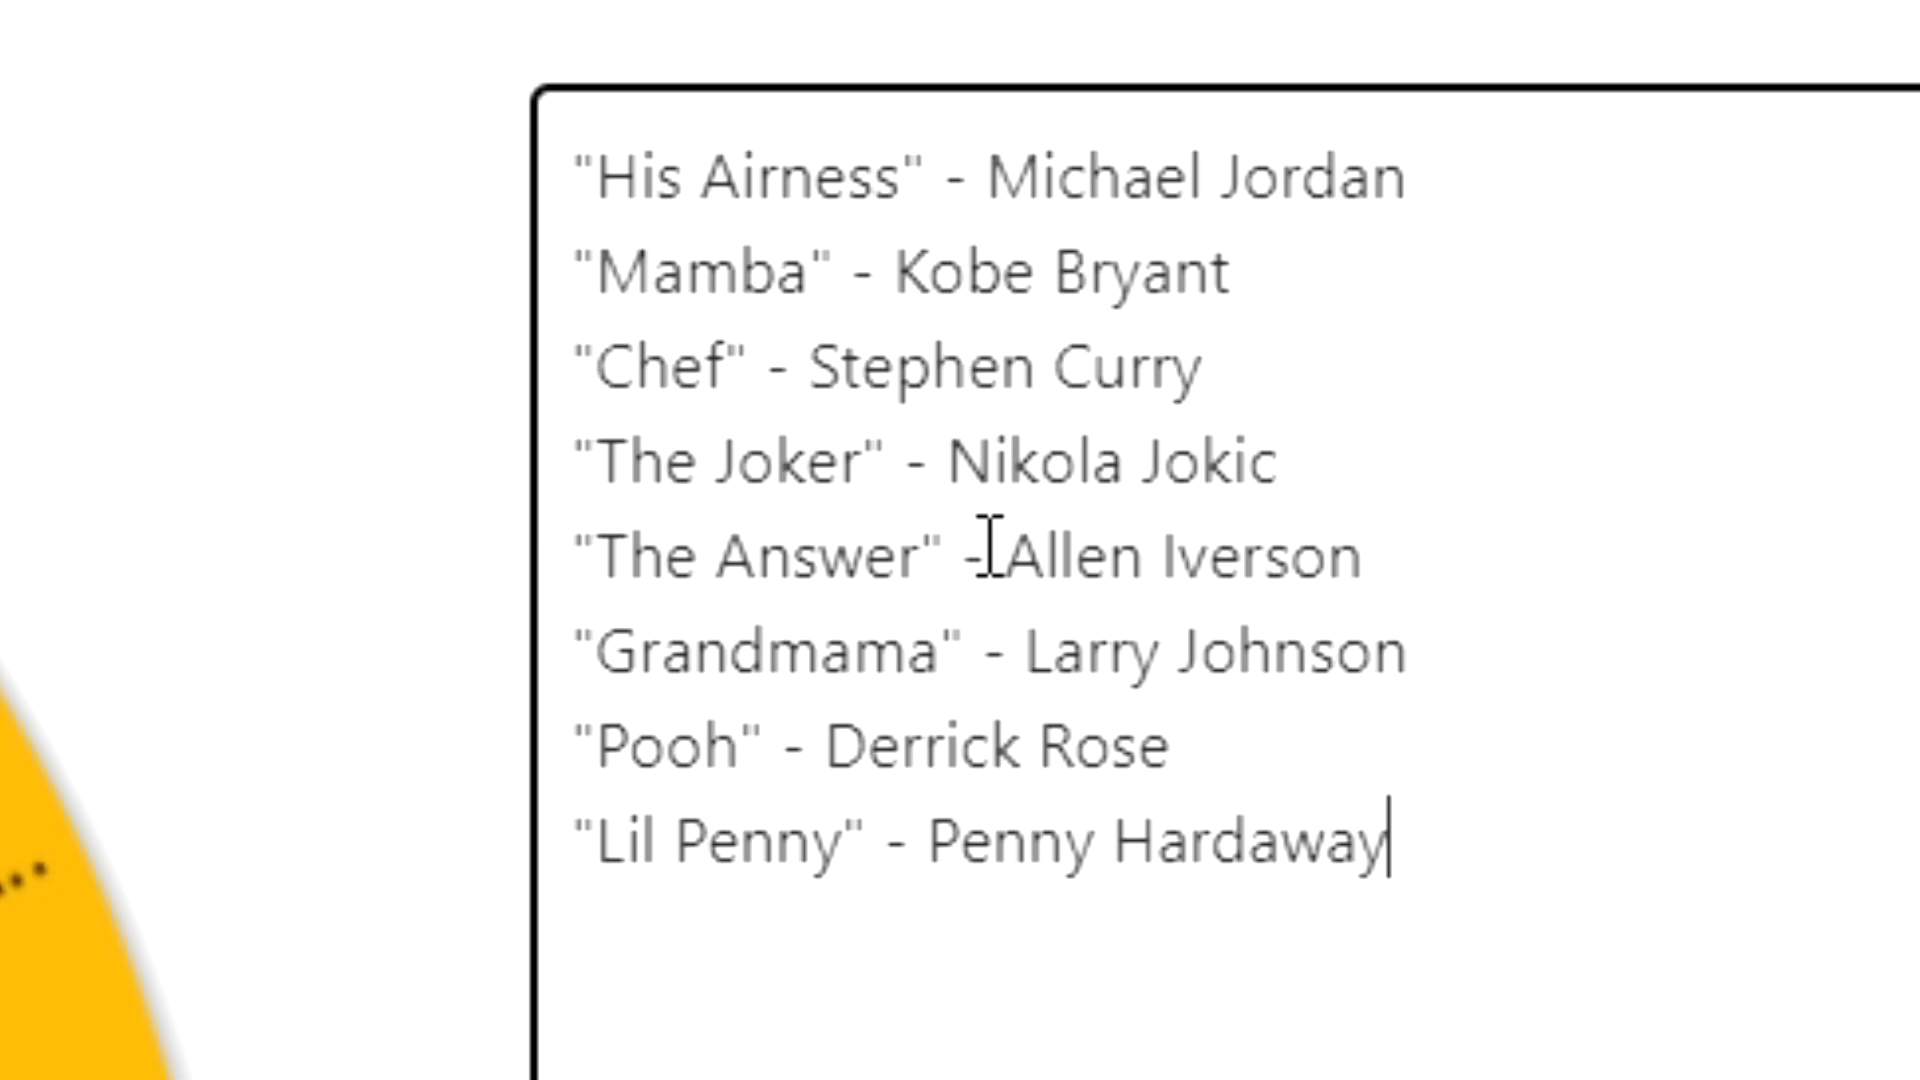 "His Airness" - Michael Jordan
"Mamba" - Kobe Bryant
"Chef" - Stephen Curry
"The Joker" - Nikola Jokic
"The Answer" - Allen Iverson
"Grandmama" - Larry Johnson
"Pooh" - Derrick Rose
"Lil Penny" - Penny Hardaway
...